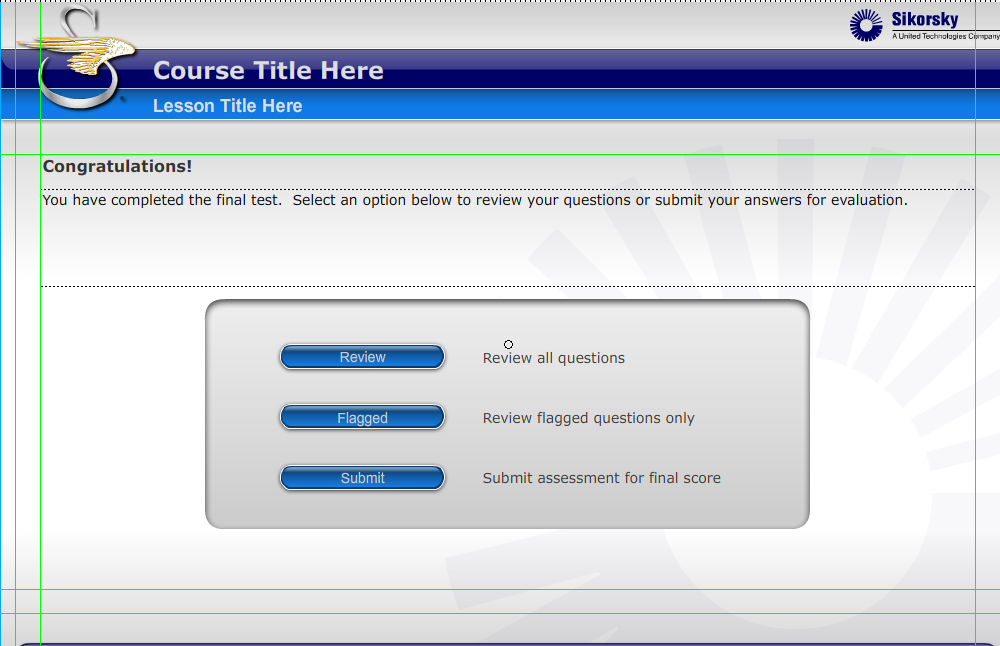 Sikorsky
A United Technologies Company
Course Title Here
Lesson Title Here
Congratulations!
You have completed the final test.  Select an option below to review your questions or submit your answers for evaluation.
Review Review all questions
Flagged Review flagged questions only
Submit Submit assessment for final score